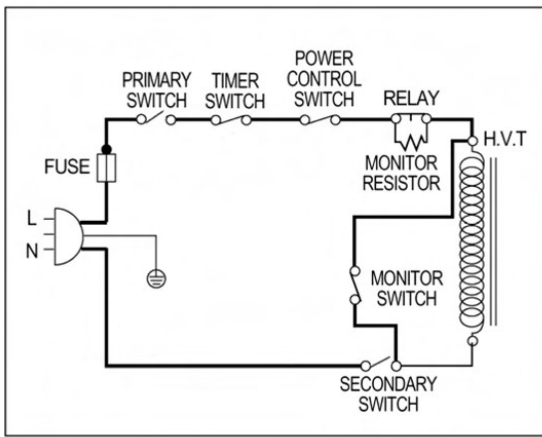 POWER
CONTROL
SWITCH
PRIMARY
SWITCH
TIMER
SWITCH
RELAY
H.V.T
FUSE
MONITOR
RESISTOR
L
N
MONITOR
SWITCH
SECONDARY
SWITCH